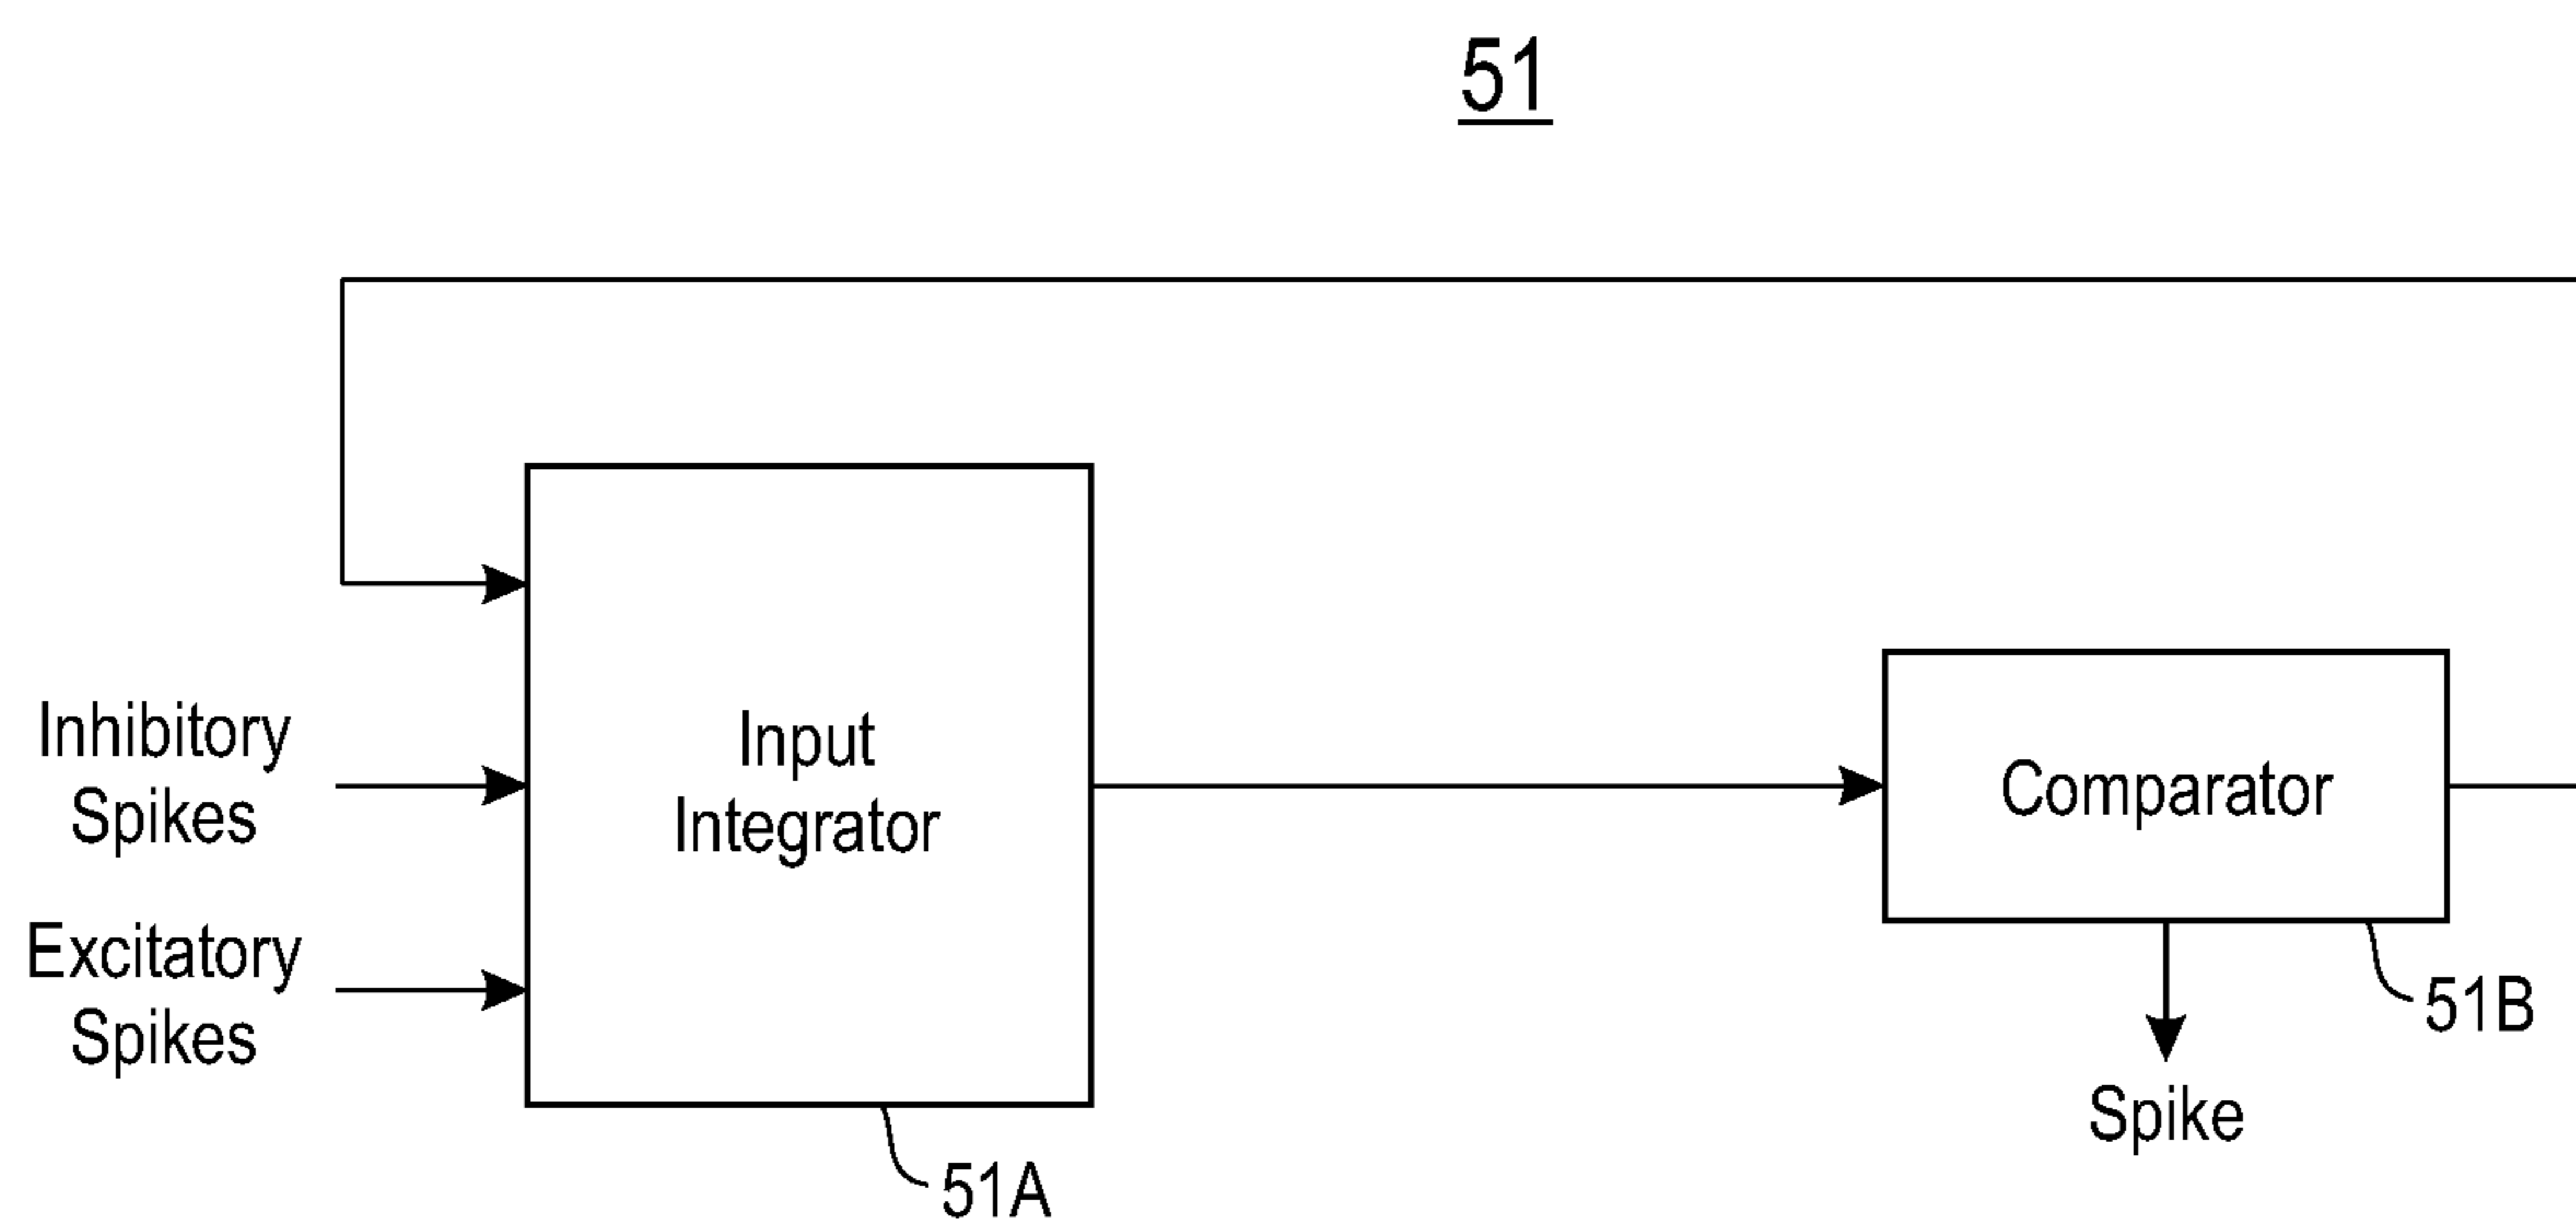 51
Inhibitory
Spikes
Excitatory
Spikes
Input
Integrator
51A
Comparator
51B
Spike